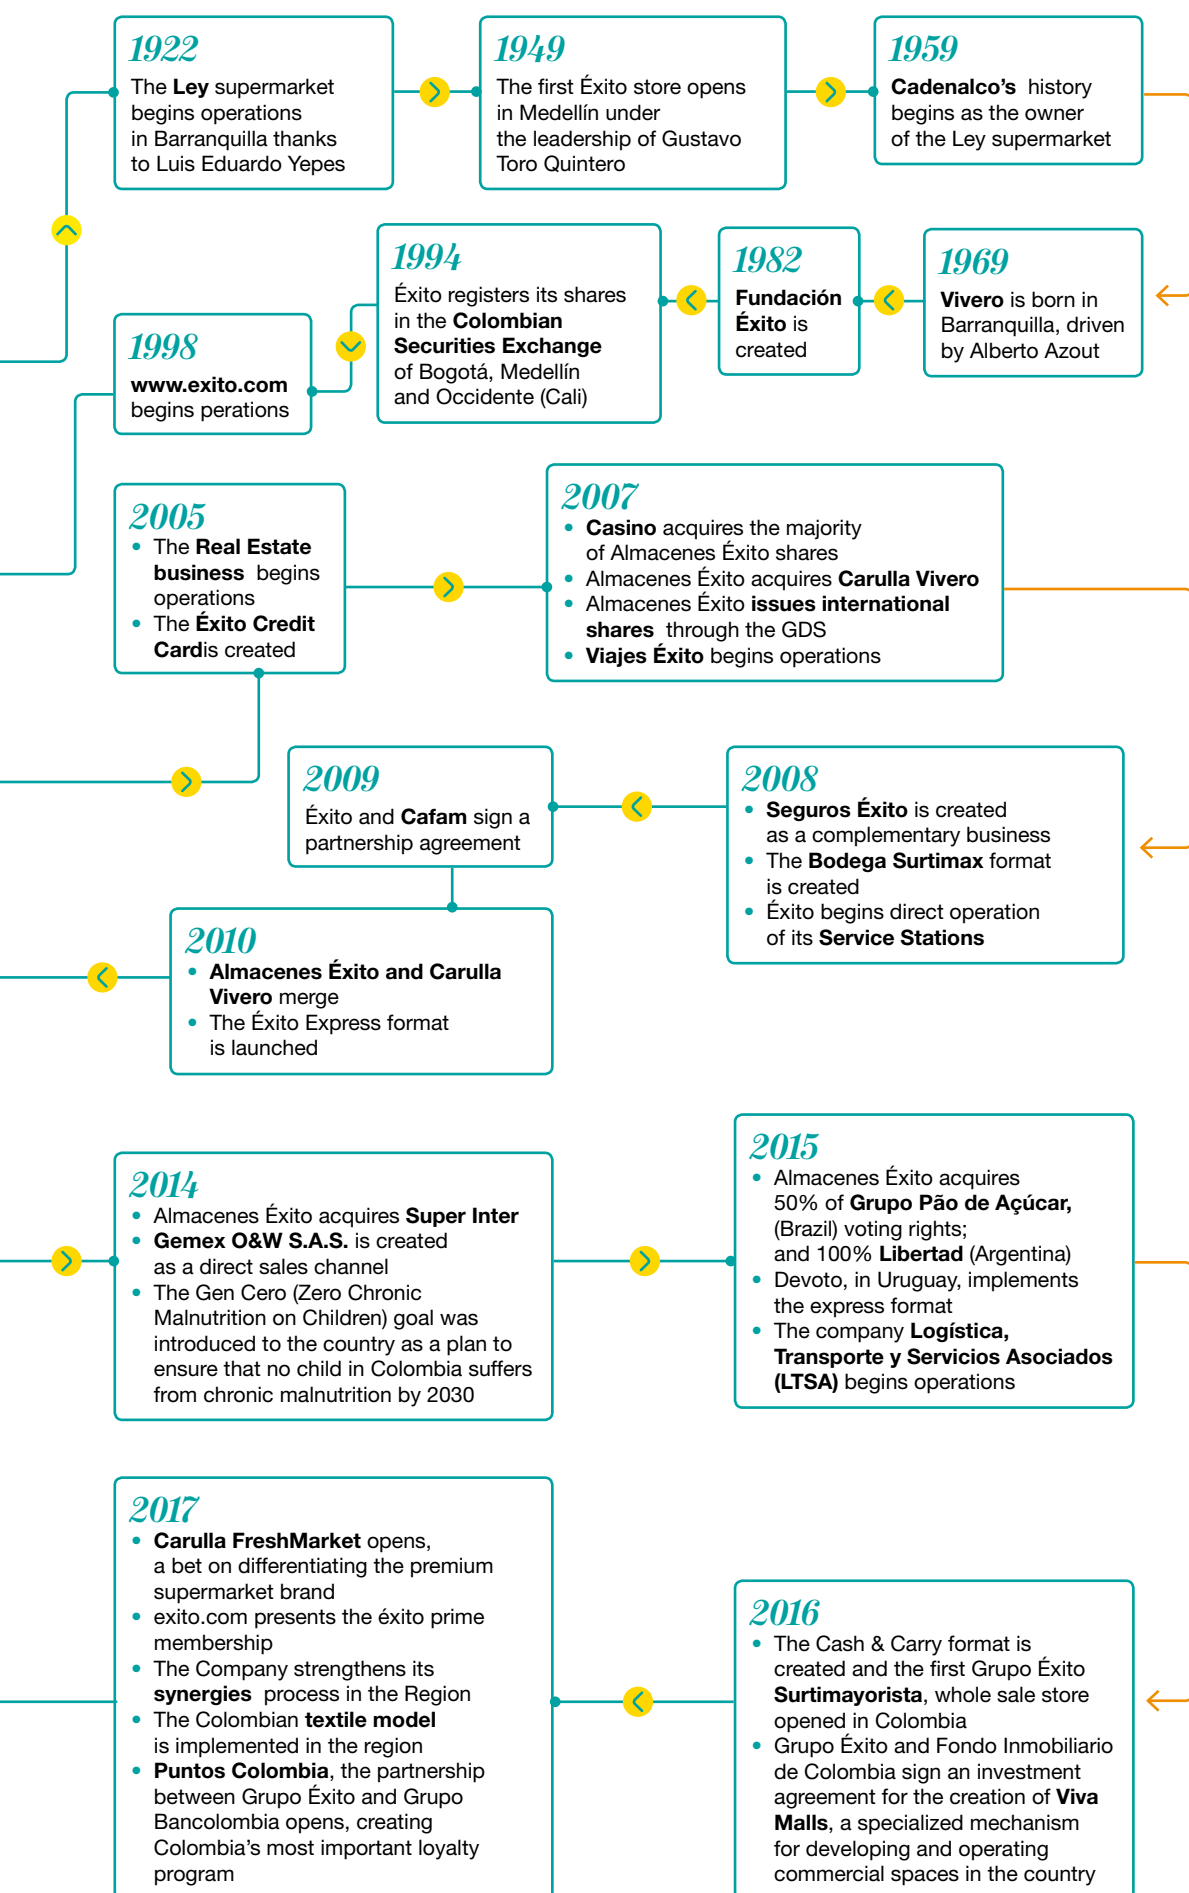 1922
The Ley supermarket
begins operations
in Barranquilla thanks
to Luis Eduardo Yepes
1949
The first Éxito store opens
in Medellín under
the leadership of Gustavo
Toro Quintero
1959
Cadenalco's history
begins as the owner
of the Ley supermarket
1969
Vivero is born in
Barranquilla, driven
by Alberto Azout
1982
Fundación
Éxito is
created
1994
Éxito registers its shares
in the Colombian
Securities Exchange
of Bogotá, Medellín
and Occidente (Cali)
1998
www.exito.com
begins perations
2005
• The Real Estate
business begins
operations
• The Éxito Credit
Cardis created
2007
• Casino acquires the majority
of Almacenes Éxito shares
• Almacenes Éxito acquires Carulla Vivero
• Almacenes Éxito issues international
shares through the GDS
• Viajes Éxito begins operations
2008
• Seguros Éxito is created
as a complementary business
• The Bodega Surtimax format
is created
• Éxito begins direct operation
of its Service Stations
2009
Éxito and Cafam sign a
partnership agreement
2010
• Almacenes Éxito and Carulla
Vivero merge
• The Éxito Express format
is launched
2014
• Almacenes Éxito acquires Super Inter
• Gemex O&W S.A.S. is created
as a direct sales channel
• The Gen Cero (Zero Chronic
Malnutrition on Children) goal was
introduced to the country as a plan to
ensure that no child in Colombia suffers
from chronic malnutrition by 2030
2015
• Almacenes Éxito acquires
50% of Grupo Pão de Açúcar,
(Brazil) voting rights;
and 100% Libertad (Argentina)
• Devoto, in Uruguay, implements
the express format
• The company Logística,
Transporte y Servicios Asociados
(LTSA) begins operations
2016
• The Cash & Carry format is
created and the first Grupo Éxito
Surtimayorista, whole sale store
opened in Colombia
• Grupo Éxito and Fondo Inmobiliario
de Colombia sign an investment
agreement for the creation of Viva
Malls, a specialized mechanism
for developing and operating
commercial spaces in the country
2017
• Carulla FreshMarket opens,
a bet on differentiating the premium
supermarket brand
• exito.com presents the éxito prime
membership
• The Company strengthens its
synergies process in the Region
• The Colombian textile model
is implemented in the region
• Puntos Colombia, the partnership
between Grupo Éxito and Grupo
Bancolombia opens, creating
Colombia's most important loyalty
program